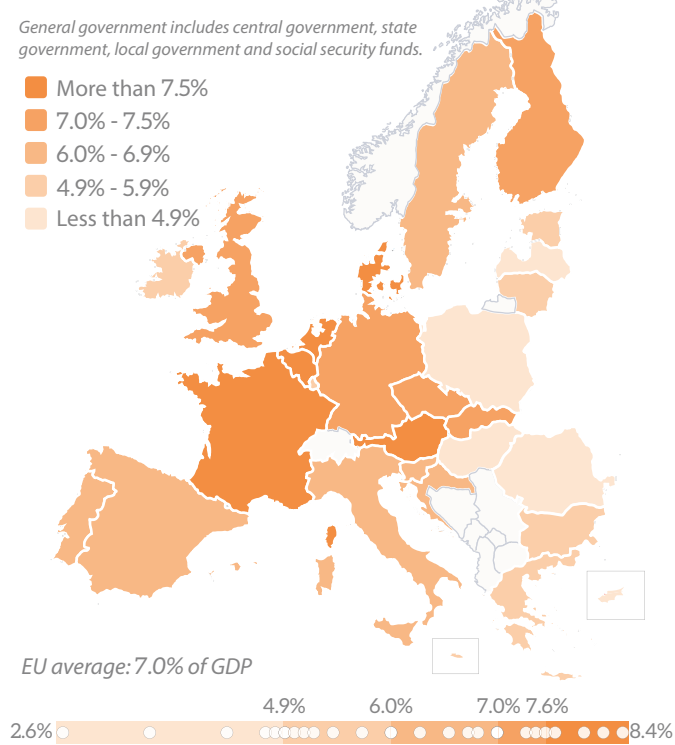 General government includes central government, state
government, local government and social security funds.
More than 7.5%
7.0% - 7.5%
6.0% - 6.9%
4.9% - 5.9%
Less than 4.9%
EU average: 7.0% of GDP
4.9% 6.0% 7.0% 7.6%
2.6% 8.4%